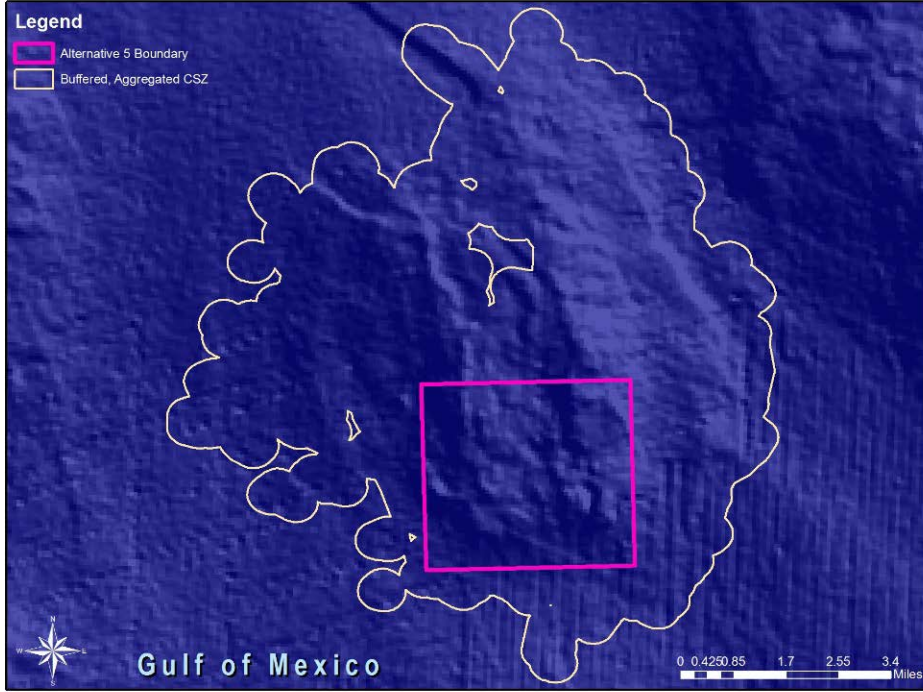 Legend
Alternative 5 Boundary
Buffered, Aggregated CSZ
N
W E
S
Gulf of Mexico
0 0.425 0.85 1.7 2.55 3.4
Miles